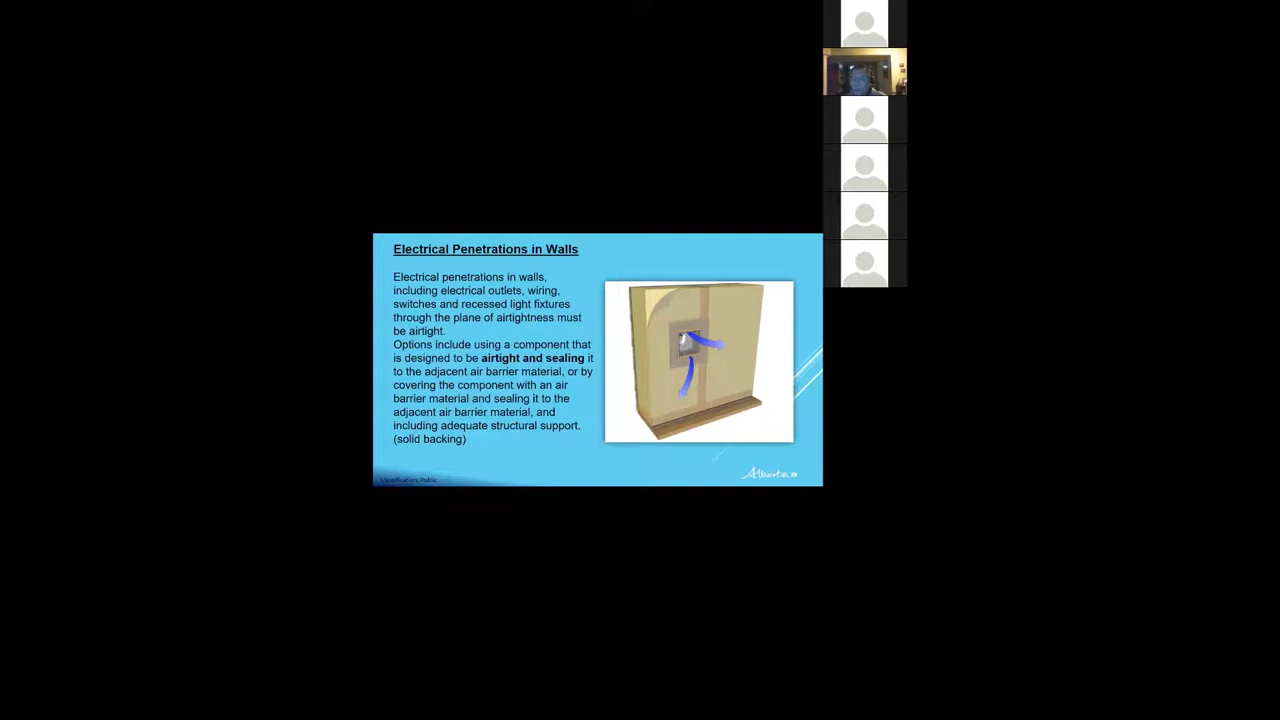 Electrical Penetrations in Walls
Electrical penetrations in walls,
including electrical outlets, wiring,
switches and recessed light fixtures
through the plane of airtightness must
be airtight.
Options include using a component that
is designed to be airtight and sealing it
to the adjacent air barrier material, or by
covering the component with an air
barrier material and sealing it to the
adjacent air barrier material, and
including adequate structural support.
(solid backing)
Alberta
Classification: Public